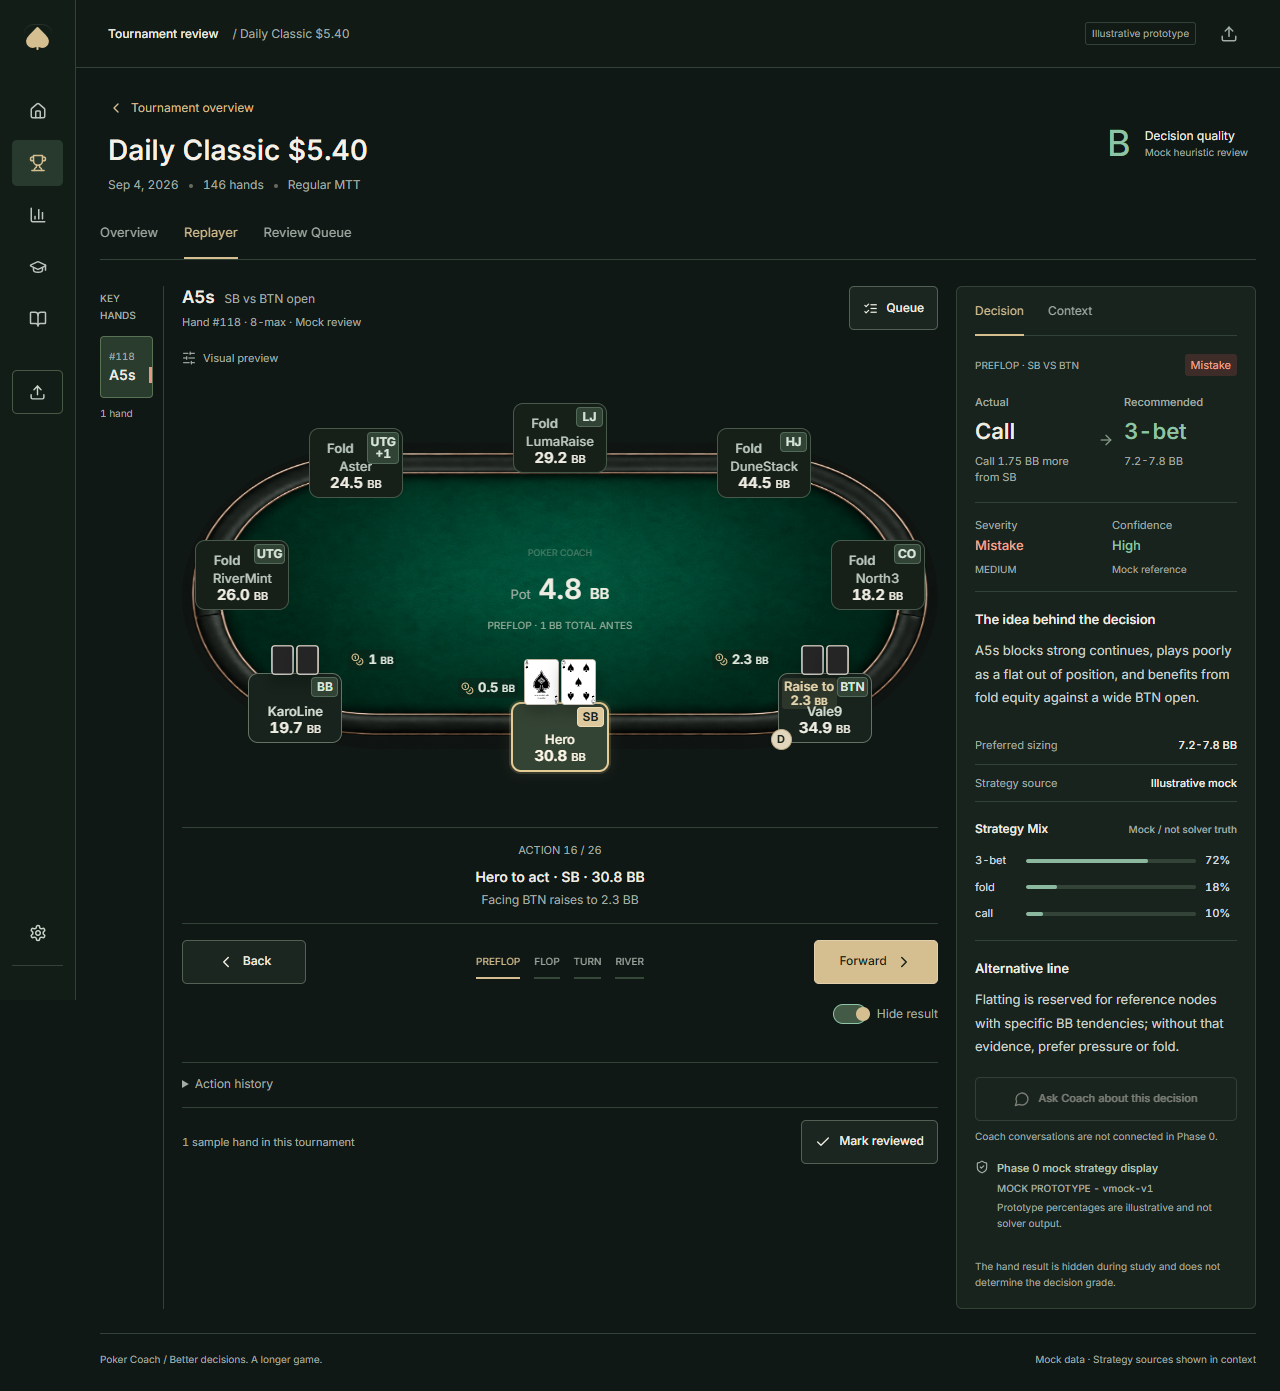 Tournament review / Daily Classic $5.40
Illustrative prototype
Tournament overview
Daily Classic $5.40
Sep 4, 2026 • 146 hands • Regular MTT
B
Decision quality
Mock heuristic review
Overview
Replayer
Review Queue
KEY
HANDS
#118
A5s
1 hand
A5s SB vs BTN open
Hand #118 · 8-max · Mock review
Queue
Visual preview
Fold
LJ
LumaRaise
29.2 BB
Fold
UTG
+1
Aster
24.5 BB
Fold
HJ
DuneStack
44.5 BB
Fold
UTG
RiverMint
26.0 BB
Fold
CO
North3
18.2 BB
POKER COACH
Pot 4.8 BB
PREFLOP · 1 BB TOTAL ANTES
1 BB
2.3 BB
0.5 BB
BB
KaroLine
19.7 BB
SB
Hero
30.8 BB
Raise to
2.3 BB
BTN
Vale9
34.9 BB
D
ACTION 16 / 26
Hero to act · SB · 30.8 BB
Facing BTN raises to 2.3 BB
Back
PREFLOP
FLOP
TURN
RIVER
Forward
Hide result
Action history
1 sample hand in this tournament
Mark reviewed
Decision
Context
PREFLOP · SB VS BTN
Mistake
Actual
Recommended
Call
3-bet
Call 1.75 BB more
from SB
7.2-7.8 BB
Severity
Confidence
Mistake
High
MEDIUM
Mock reference
The idea behind the decision
A5s blocks strong continues, plays poorly
as a flat out of position, and benefits from
fold equity against a wide BTN open.
Preferred sizing
7.2-7.8 BB
Strategy source
Illustrative mock
Strategy Mix
Mock / not solver truth
3-bet
72%
fold
18%
call
10%
Alternative line
Flatting is reserved for reference nodes
with specific BB tendencies; without that
evidence, prefer pressure or fold.
Ask Coach about this decision
Coach conversations are not connected in Phase 0.
Phase 0 mock strategy display
MOCK PROTOTYPE - vmock-v1
Prototype percentages are illustrative and not
solver output.
The hand result is hidden during study and does not
determine the decision grade.
Poker Coach / Better decisions. A longer game.
Mock data · Strategy sources shown in context